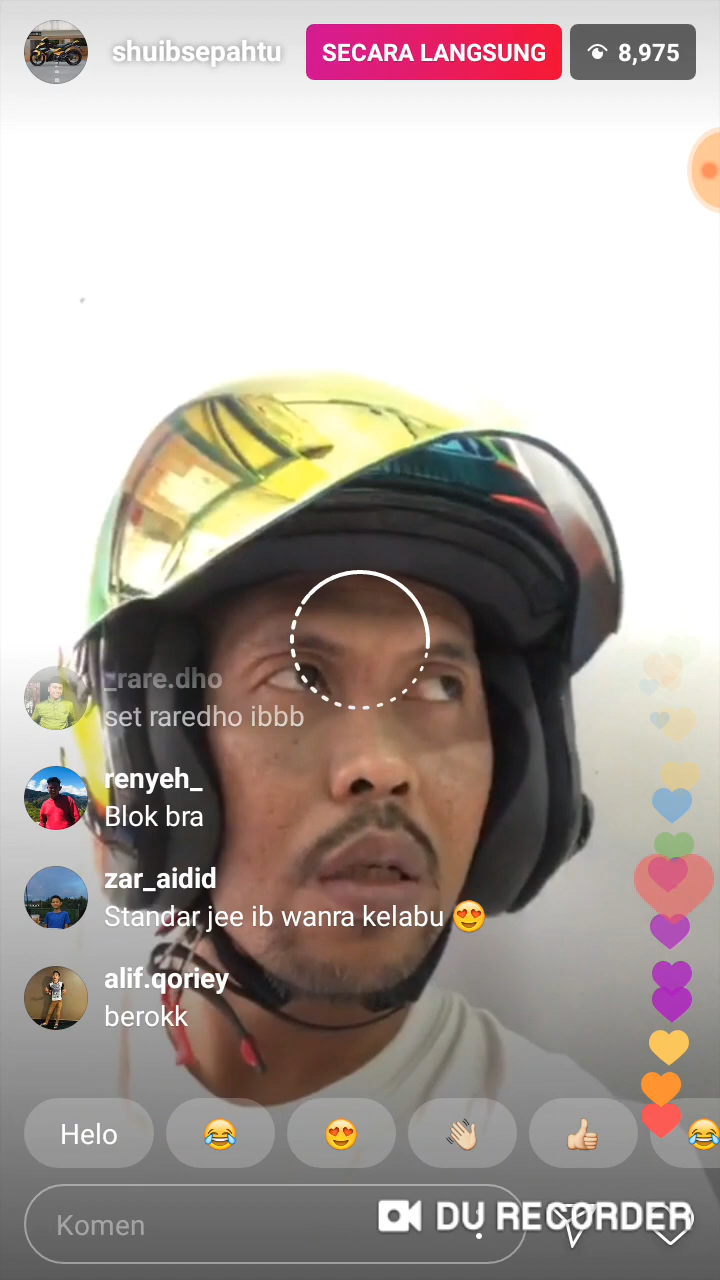 shuibsepahtu
SECARA LANGSUNG
8,975
_rare.dho
set raredho ibbb
renyeh_
Blok bra
zar_aidid
Standar jee ib wanra kelabu 😍
alif.qoriey
berokk
Helo
Komen
DU RECORDER